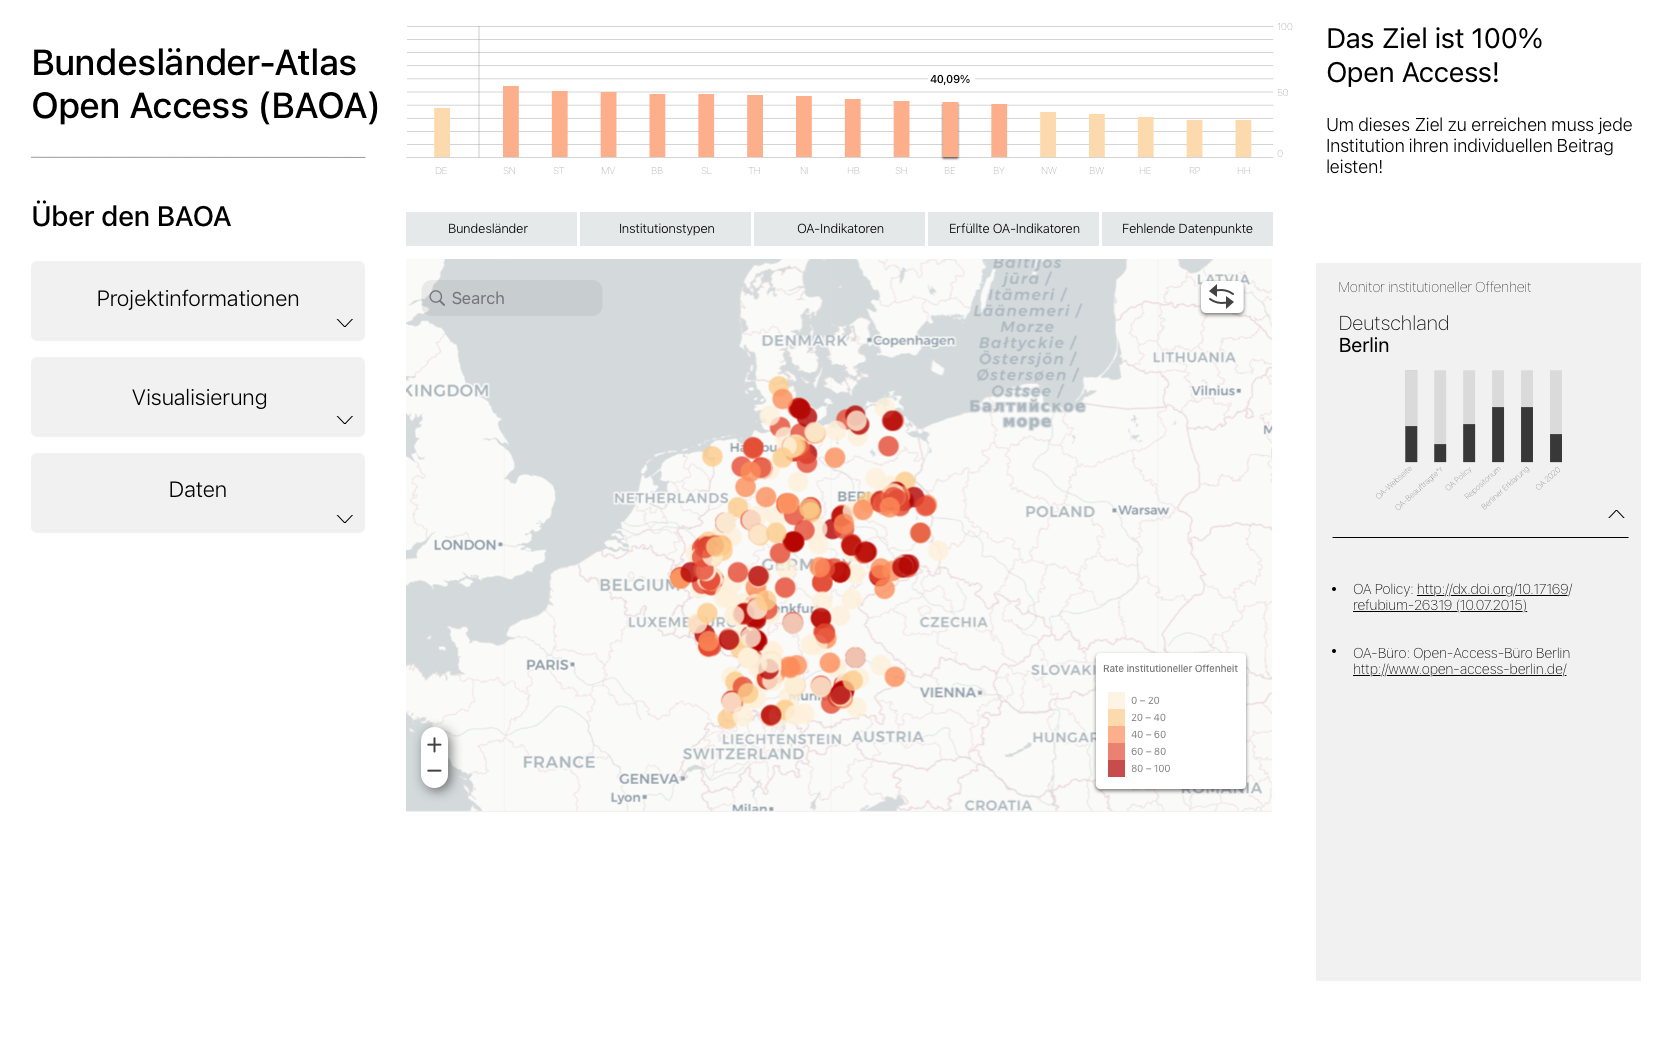 Bundesländer-Atlas
Open Access (BAOA)
Über den BAOA
Projektinformationen
Visualisierung
Daten
100
50
0
40,09%
DE SN ST MV BB SL TH NI HB SH BE BY NW BW HE RP HH
Bundesländer Institutionstypen OA-Indikatoren Erfüllte OA-Indikatoren Fehlende Datenpunkte
Search
Baltijos
jūra /
Itämeri /
Läänemeri /
Morze
Bałtyckie /
Östersjön /
Østersøen /
Ostsee /
Балтийское
море
LATVIA
DENMARK
Copenhagen
LITHUANIA
Vilnius
KINGDOM
NETHERLANDS
POLAND
Warsaw
LONDON
BELGIUM
CZECHIA
PARIS
VIENNA
LIECHTENSTEIN
AUSTRIA
SWITZERLAND
FRANCE
GENEVA
Lyon
Milan
CROATIA
ROMANIA
Rate institutioneller Offenheit
0 – 20
20 – 40
40 – 60
60 – 80
80 – 100
+
−
Das Ziel ist 100%
Open Access!
Um dieses Ziel zu erreichen muss jede
Institution ihren individuellen Beitrag
leisten!
Monitor institutioneller Offenheit
Deutschland
Berlin
OA-Webseite
OA-Beauftragte*r
OA Policy
Repositorium
Berliner Erklärung
OA 2020
• OA Policy: http://dx.doi.org/10.17169/
refubium-26319 (10.07.2015)
• OA-Büro: Open-Access-Büro Berlin
http://www.open-access-berlin.de/